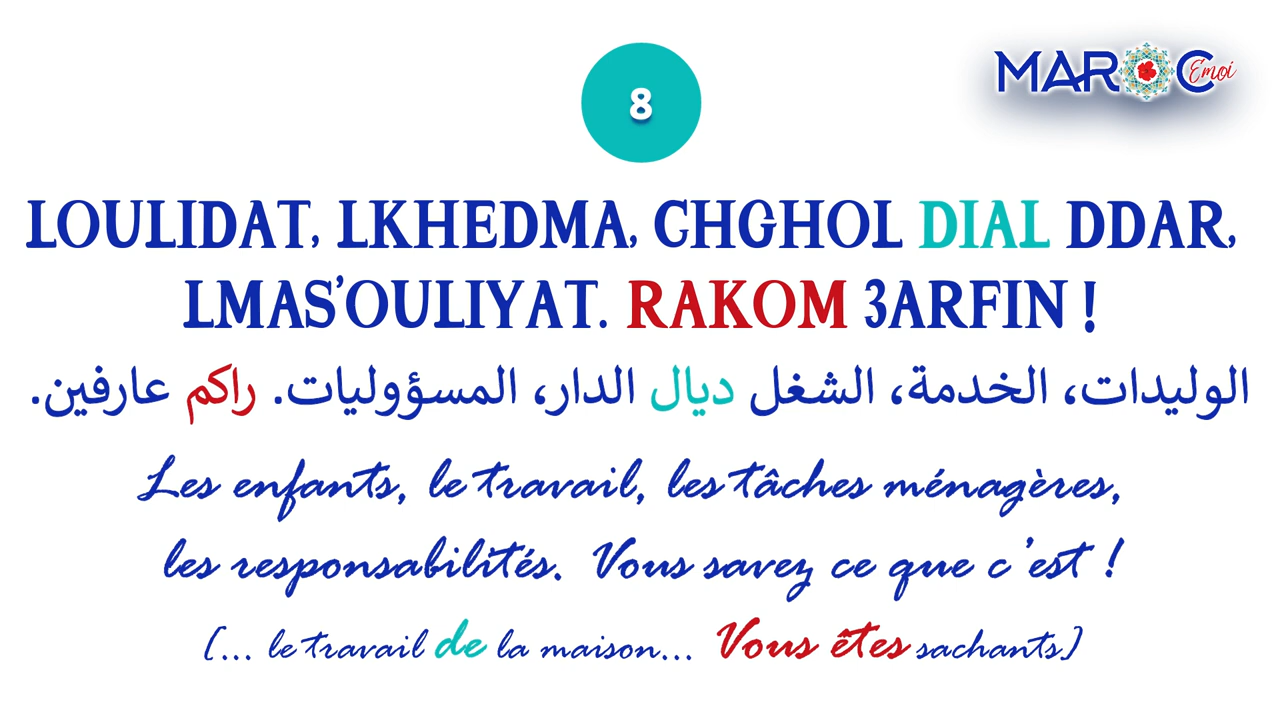 8
MAROC Émoi
LOULIDAT, LKHEDMA, CHGHOL DIAL DDAR,
LMAS'OULIYAT. RAKOM 3ARFIN !
الوليدات، الخدمة، الشغل ديال الدار، المسؤوليات. راكم عارفين.
Les enfants, le travail, les tâches ménagères,
les responsabilités. Vous savez ce que c'est !
(... le travail de la maison... Vous êtes sachants)